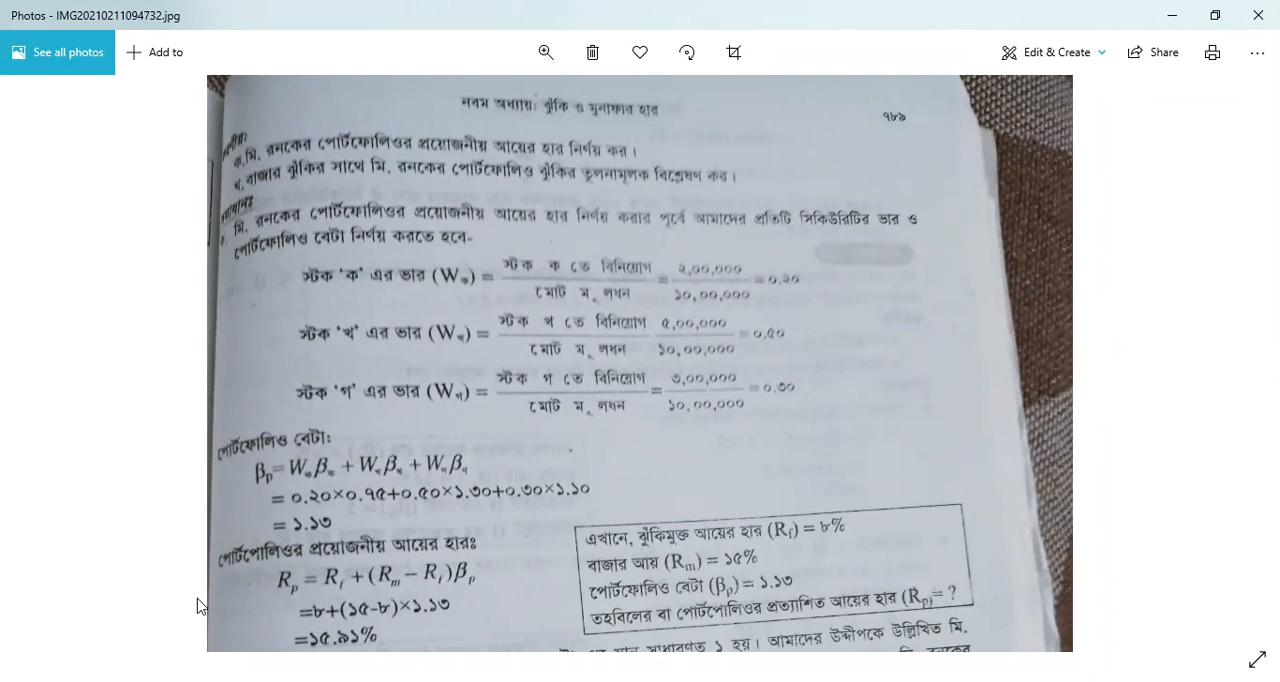 Photos - IMG20210211094732.jpg
See all photos
Add to
Edit & Create
Share
নবম অধ্যায়: ঝুঁকি ও মুনাফার হার
৭৮৯
ক. মি. রনকের পোর্টফোলিওর প্রয়োজনীয় আয়ের হার নির্ণয় কর।
খ. বাজার ঝুঁকির সাথে মি. রনকের পোর্টফোলিও ঝুঁকির তুলনামূলক বিশ্লেষণ কর।
মি. রনকের পোর্টফোলিওর প্রয়োজনীয় আয়ের হার নির্ণয় করার পূর্বে আমাদের প্রতিটি সিকিউরিটির ভার ও
পোর্টফোলিও বেটা নির্ণয় করতে হবে-
স্টক 'ক' এর ভার (Wক) = স্টক ক তে বিনিয়োগ / মোট মূলধন = ২,০০,০০০ / ১০,০০,০০০ = ০.২০
স্টক 'খ' এর ভার (Wখ) = স্টক খ তে বিনিয়োগ / মোট মূলধন ৫,০০,০০০ / ১০,০০,০০০ = ০.৫০
স্টক 'গ' এর ভার (Wগ) = স্টক গ তে বিনিয়োগ / মোট মূলধন = ৩,০০,০০০ / ১০,০০,০০০ = ০.৩০
পোর্টফোলিও বেটা:
βp = Wকβক + Wখβখ + Wগβগ
= ০.২০×০.৭৫+০.৫০×১.৩০+০.৩০×১.১০
= ১.১৩
পোর্টপোলিওর প্রয়োজনীয় আয়ের হারঃ
Rp = Rf + (Rm − Rf)βp
=৮+(১৫-৮)×১.১৩
=১৫.৯১%
এখানে, ঝুঁকিমুক্ত আয়ের হার (Rf) = ৮%
বাজার আয় (Rm) = ১৫%
পোর্টফোলিও বেটা (βp) = ১.১৩
তহবিলের বা পোর্টপোলিওর প্রত্যাশিত আয়ের হার (Rp) = ?
সাধারণত ১ হয়। আমাদের উদ্দীপকে উল্লিখিত মি.